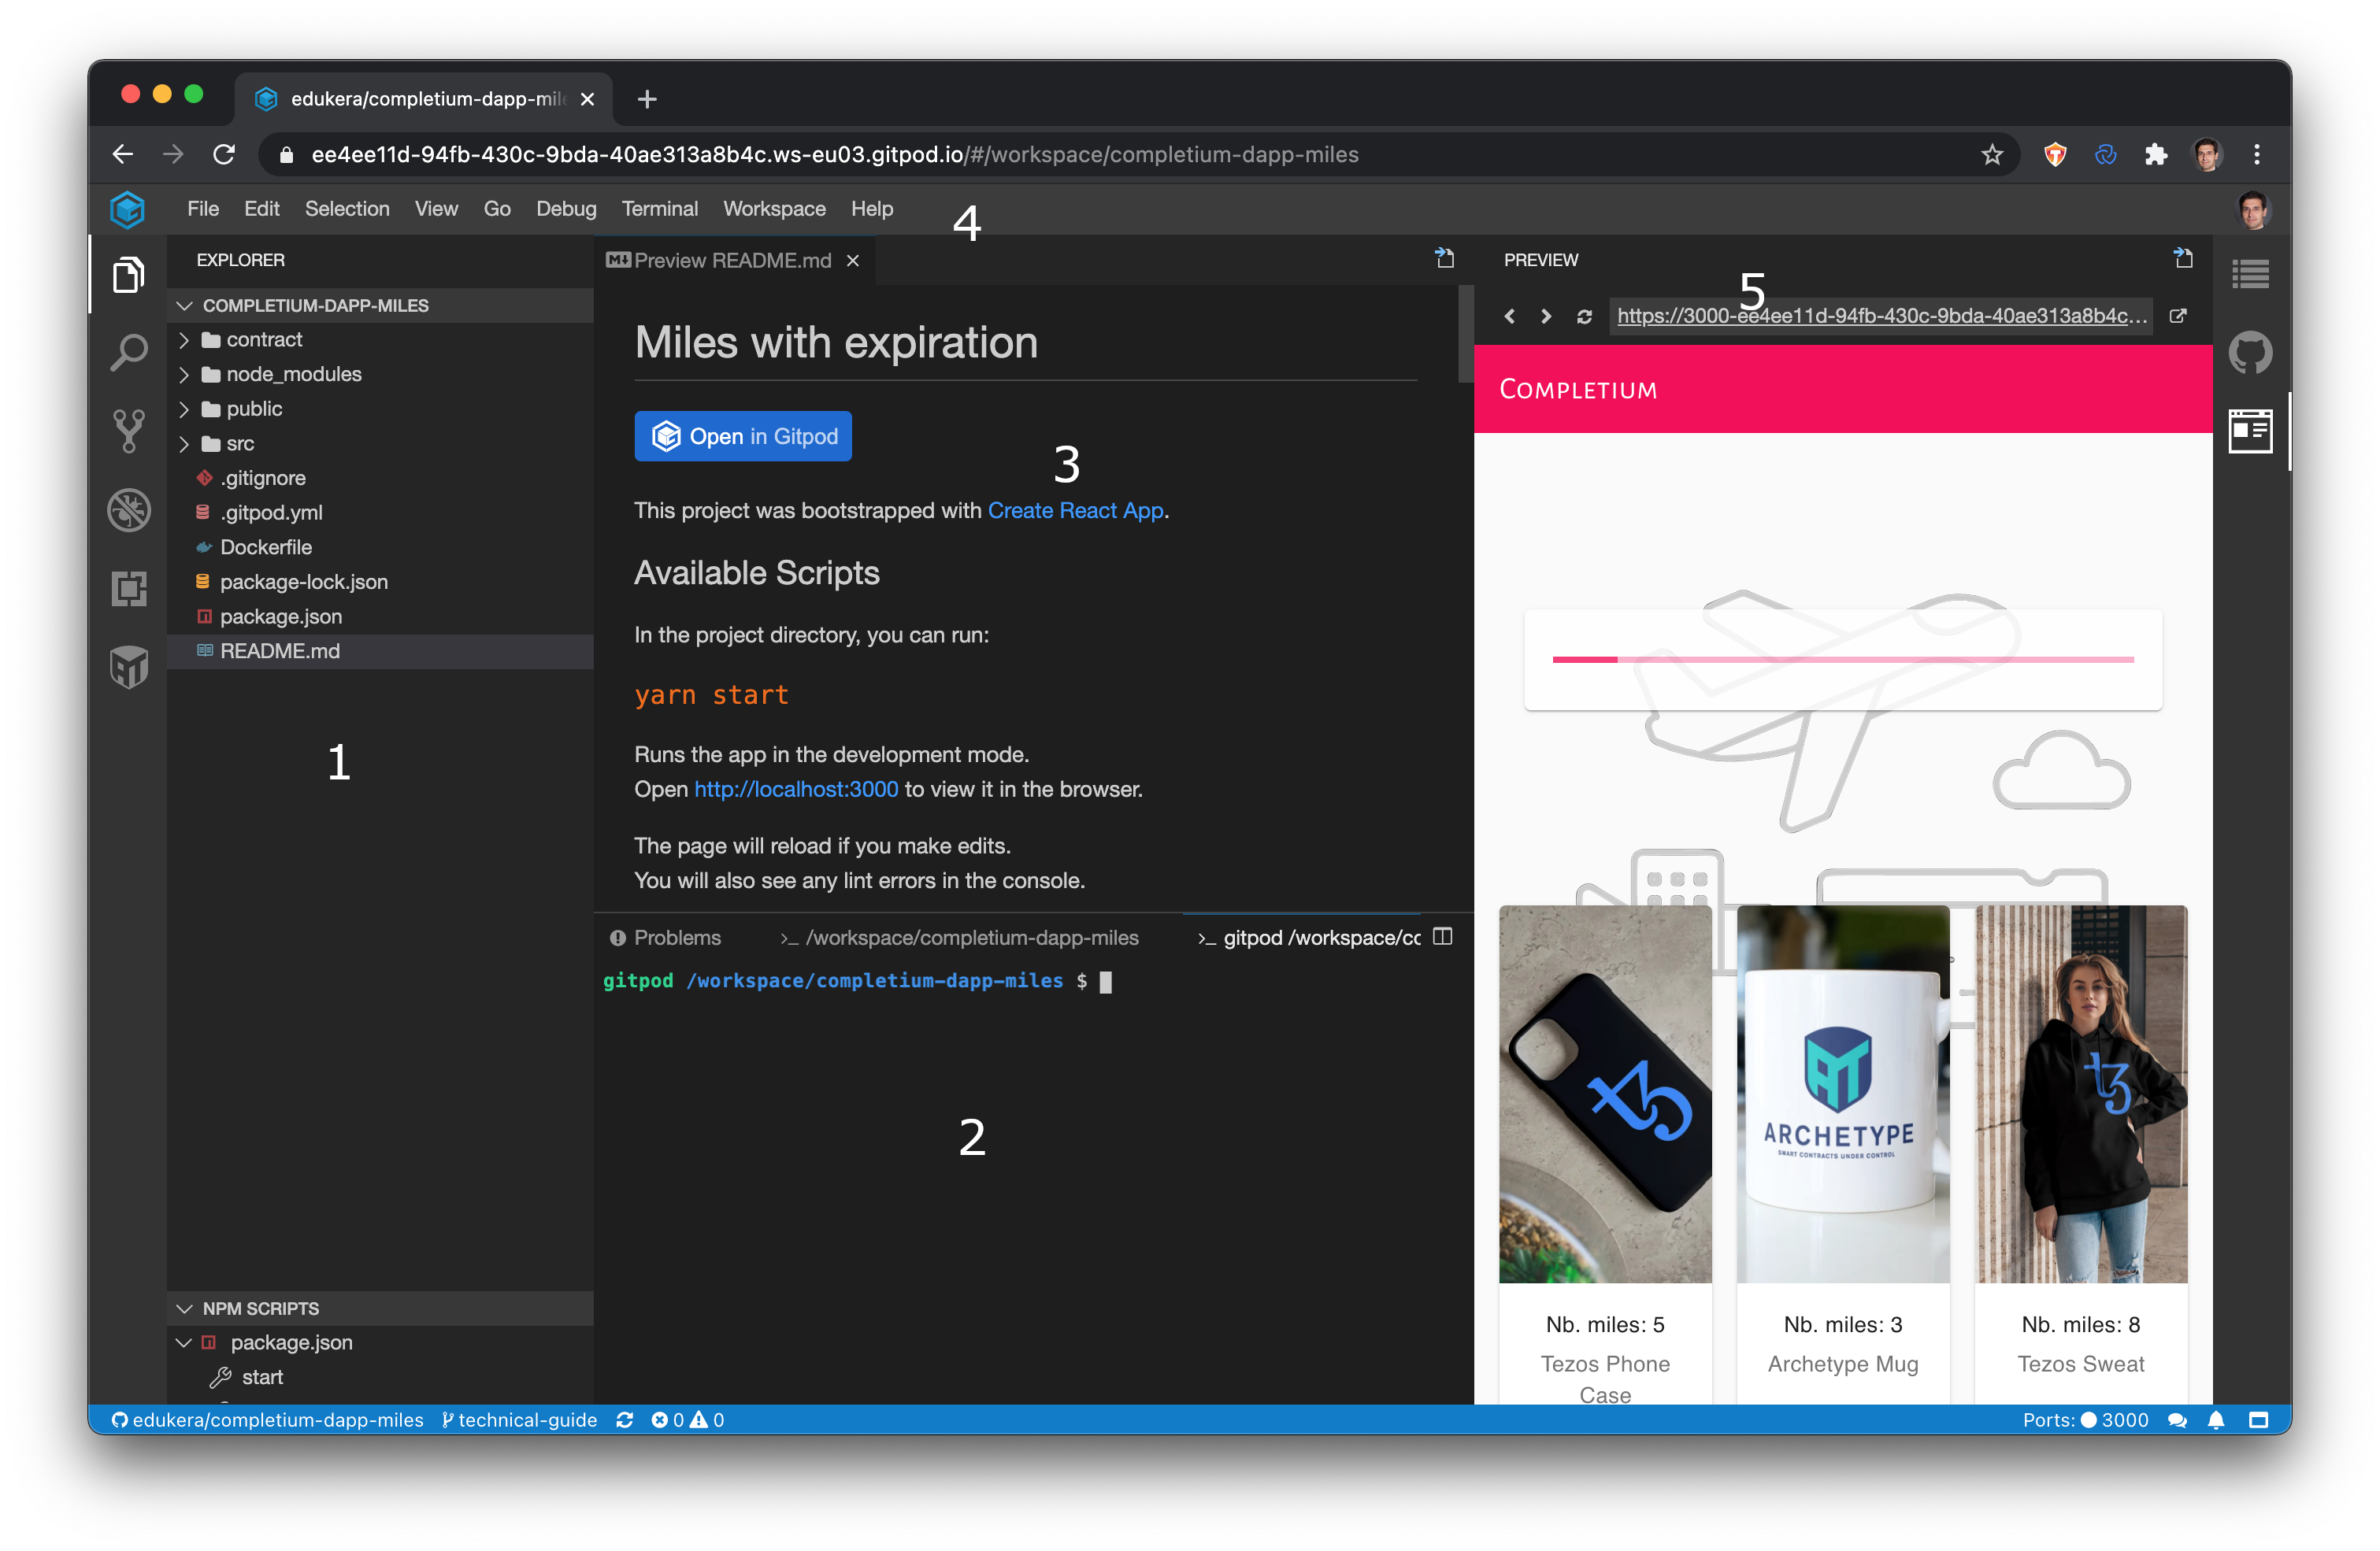 edukera/completium-dapp-mil
ee4ee11d-94fb-430c-9bda-40ae313a8b4c.ws-eu03.gitpod.io/#/workspace/completium-dapp-miles
File Edit Selection View Go Debug Terminal Workspace Help
4
EXPLORER
COMPLETIUM-DAPP-MILES
contract
node_modules
public
src
.gitignore
.gitpod.yml
Dockerfile
package-lock.json
package.json
README.md
1
NPM SCRIPTS
package.json
start
Preview README.md
Miles with expiration
Open in Gitpod
3
This project was bootstrapped with Create React App.
Available Scripts
In the project directory, you can run:
yarn start
Runs the app in the development mode.
Open http://localhost:3000 to view it in the browser.
The page will reload if you make edits.
You will also see any lint errors in the console.
Problems >_ /workspace/completium-dapp-miles >_ gitpod /workspace/cc
gitpod /workspace/completium-dapp-miles $
2
PREVIEW
5
https://3000-ee4ee11d-94fb-430c-9bda-40ae313a8b4c...
COMPLETIUM
ARCHETYPE
SMART CONTRACTS UNDER CONTROL
Nb. miles: 5
Tezos Phone
Case
Nb. miles: 3
Archetype Mug
Nb. miles: 8
Tezos Sweat
edukera/completium-dapp-miles technical-guide 0 0
Ports: 3000